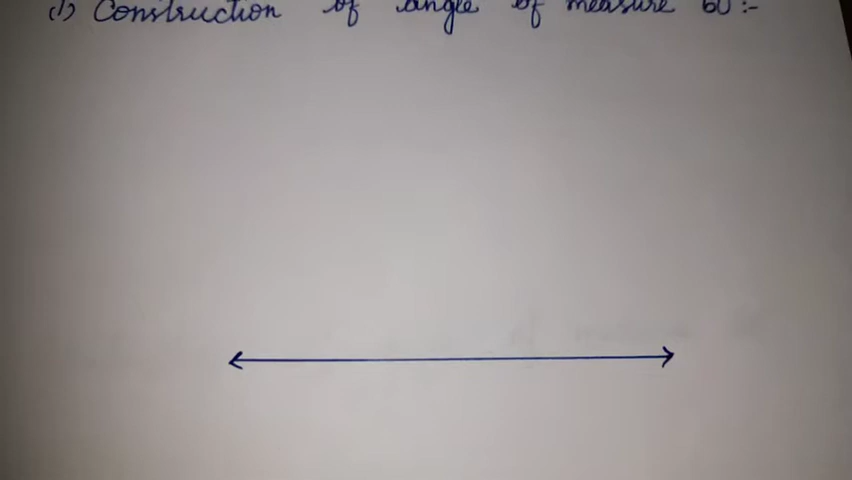 (1) Construction of angle of measure 60 :-